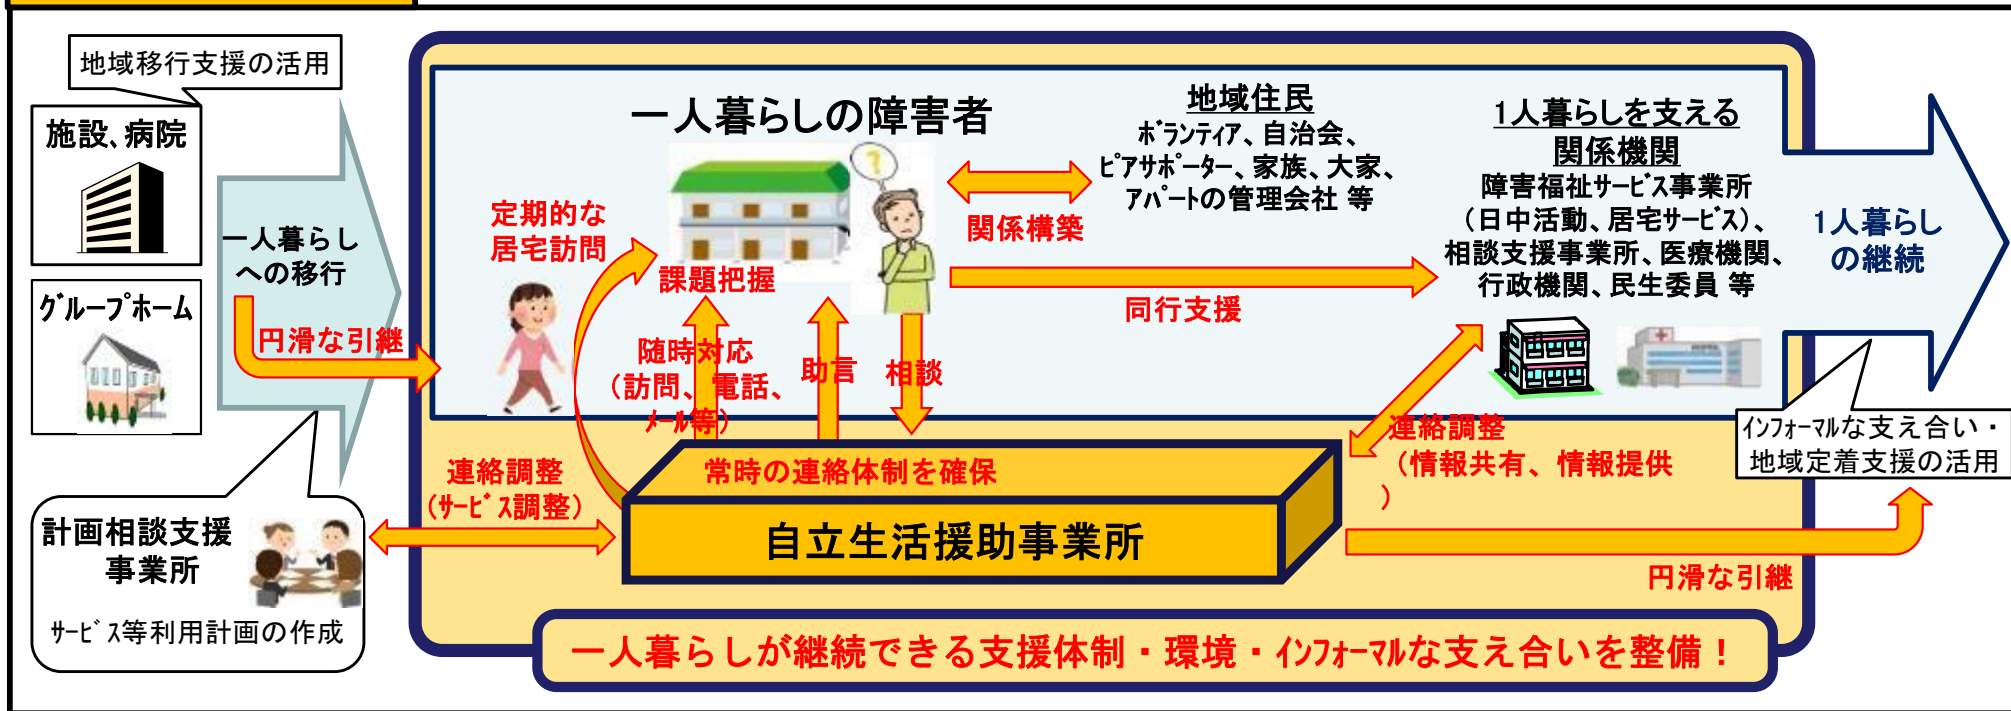 地域移行支援の活用
施設、病院
グループホーム
一人暮らし
への移行
円滑な引継
計画相談支援
事業所
サービス等利用計画の作成
連絡調整
(サービス調整)
一人暮らしの障害者
定期的な
居宅訪問
課題把握
随時対応
(訪問、電話、
メール等)
助言
相談
関係構築
同行支援
地域住民
ボランティア、自治会、
ピアサポーター、家族、大家、
アパートの管理会社 等
1人暮らしを支える
関係機関
障害福祉サービス事業所
(日中活動、居宅サービス)、
相談支援事業所、医療機関、
行政機関、民生委員 等
連絡調整
(情報共有、情報提供
)
常時の連絡体制を確保
自立生活援助事業所
円滑な引継
1人暮らし
の継続
インフォーマルな支え合い・
地域定着支援の活用
一人暮らしが継続できる支援体制・環境・インフォーマルな支え合いを整備！